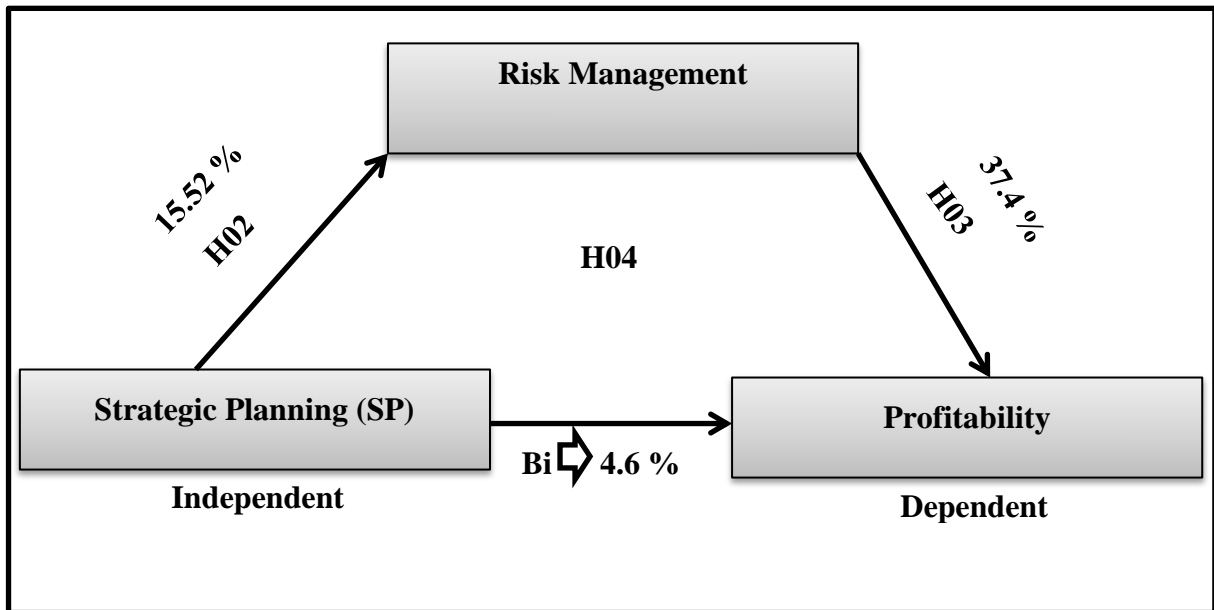 Risk Management
15.52 %
H02
37.4 %
H03
H04
Strategic Planning (SP)
Profitability
Bi 4.6 %
Independent
Dependent